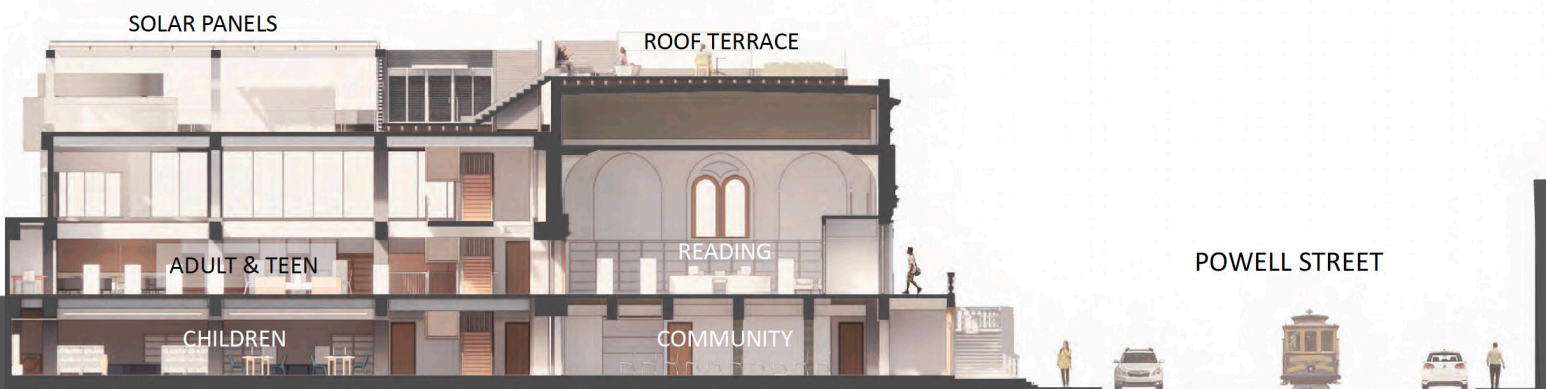 SOLAR PANELS
ROOF TERRACE
READING
ADULT & TEEN
POWELL STREET
CHILDREN
COMMUNITY